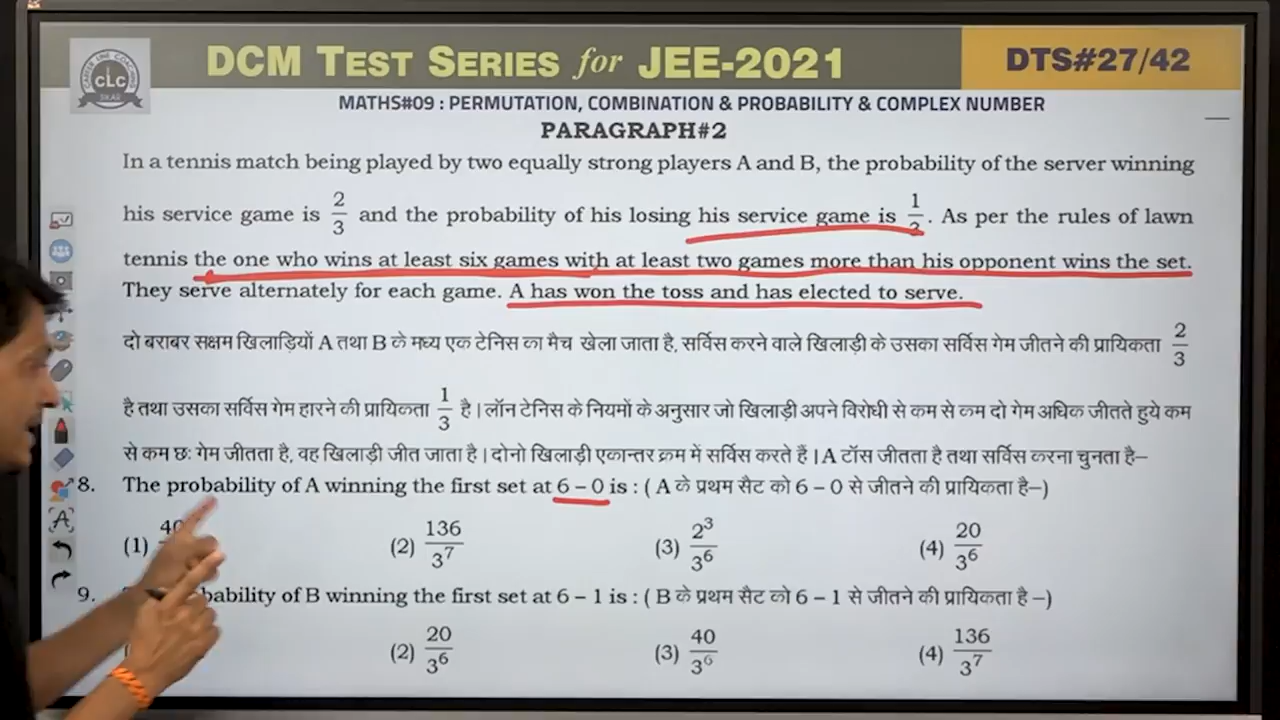 DCM TEST SERIES for JEE-2021
DTS#27/42
CLC
MATHS#09 : PERMUTATION, COMBINATION & PROBABILITY & COMPLEX NUMBER
PARAGRAPH#2
In a tennis match being played by two equally strong players A and B, the probability of the server winning
his service game is 2/3 and the probability of his losing his service game is 1/3. As per the rules of lawn
tennis the one who wins at least six games with at least two games more than his opponent wins the set.
They serve alternately for each game. A has won the toss and has elected to serve.
दो बराबर सक्षम खिलाड़ियों A तथा B के मध्य एक टेनिस का मैच खेला जाता है, सर्विस करने वाले खिलाड़ी के उसका सर्विस गेम जीतने की प्रायिकता 2/3
है तथा उसका सर्विस गेम हारने की प्रायिकता 1/3 है। लॉन टेनिस के नियमों के अनुसार जो खिलाड़ी अपने विरोधी से कम से कम दो गेम अधिक जीतते हुये कम
से कम छः गेम जीतता है, वह खिलाड़ी जीत जाता है। दोनो खिलाड़ी एकान्तर क्रम में सर्विस करते हैं। A टॉस जीतता है तथा सर्विस करना चुनता है–
8. The probability of A winning the first set at 6 – 0 is : ( A के प्रथम सैट को 6 – 0 से जीतने की प्रायिकता है–)
(1) (2) 136/3^7 (3) 2^3/3^6 (4) 20/3^6
9. bability of B winning the first set at 6 – 1 is : ( B के प्रथम सैट को 6 – 1 से जीतने की प्रायिकता है –)
(2) 20/3^6 (3) 40/3^6 (4) 136/3^7